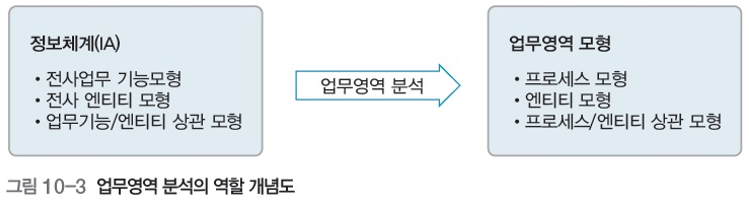 정보체계(IA)
• 전사업무 기능모형
• 전사 엔티티 모형
• 업무기능/엔티티 상관 모형
업무영역 분석
업무영역 모형
• 프로세스 모형
• 엔티티 모형
• 프로세스/엔티티 상관 모형
그림 10-3 업무영역 분석의 역할 개념도